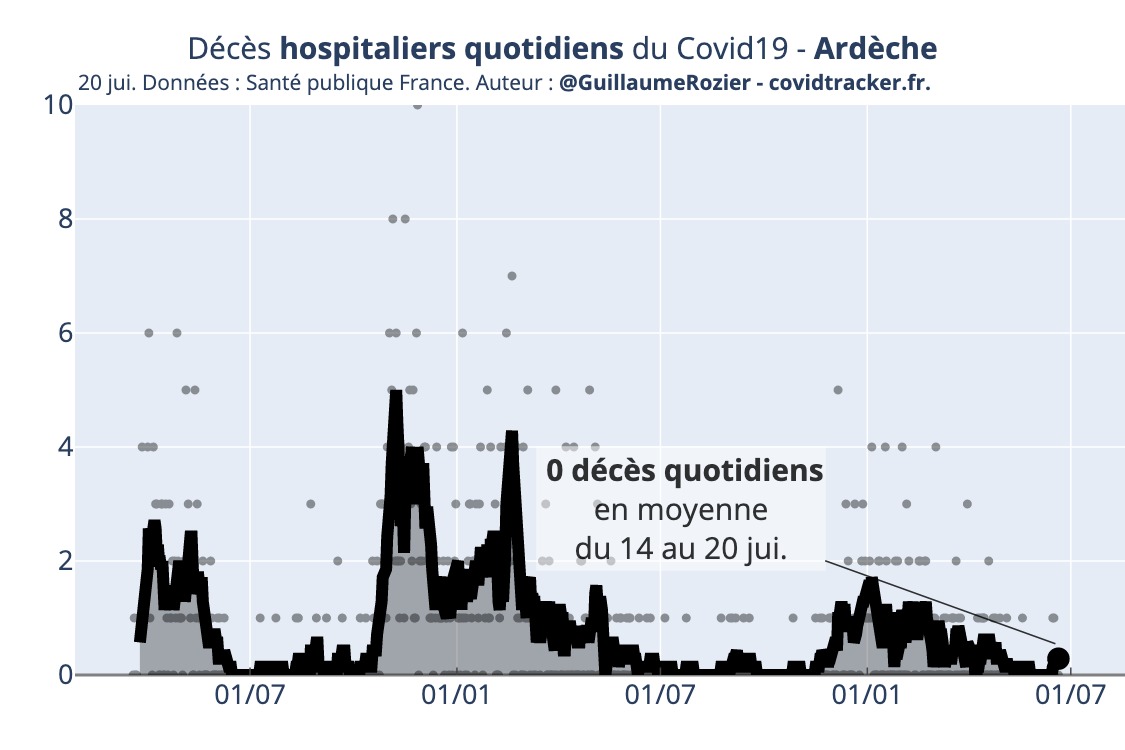 Décès hospitaliers quotidiens du Covid19 - Ardèche
20 jui. Données : Santé publique France. Auteur : @GuillaumeRozier - covidtracker.fr.
10
8
6
4
2
0
0 décès quotidiens
en moyenne
du 14 au 20 jui.
01/07 01/01 01/07 01/01 01/07